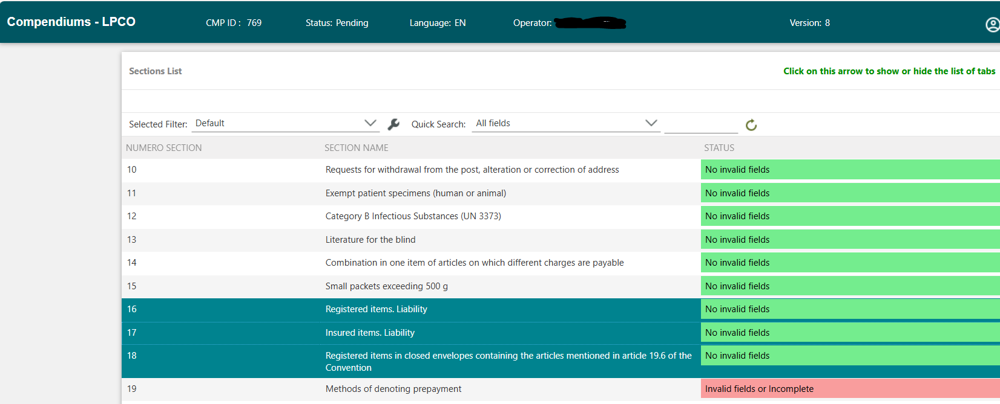 Compendiums - LPCO CMP ID : 769 Status: Pending Language: EN Operator: Version: 8
Sections List Click on this arrow to show or hide the list of tabs
Selected Filter: Default Quick Search: All fields
NUMERO SECTION SECTION NAME STATUS
10 Requests for withdrawal from the post, alteration or correction of address No invalid fields
11 Exempt patient specimens (human or animal) No invalid fields
12 Category B Infectious Substances (UN 3373) No invalid fields
13 Literature for the blind No invalid fields
14 Combination in one item of articles on which different charges are payable No invalid fields
15 Small packets exceeding 500 g No invalid fields
16 Registered items. Liability No invalid fields
17 Insured items. Liability No invalid fields
18 Registered items in closed envelopes containing the articles mentioned in article 19.6 of the No invalid fields
Convention
19 Methods of denoting prepayment Invalid fields or Incomplete